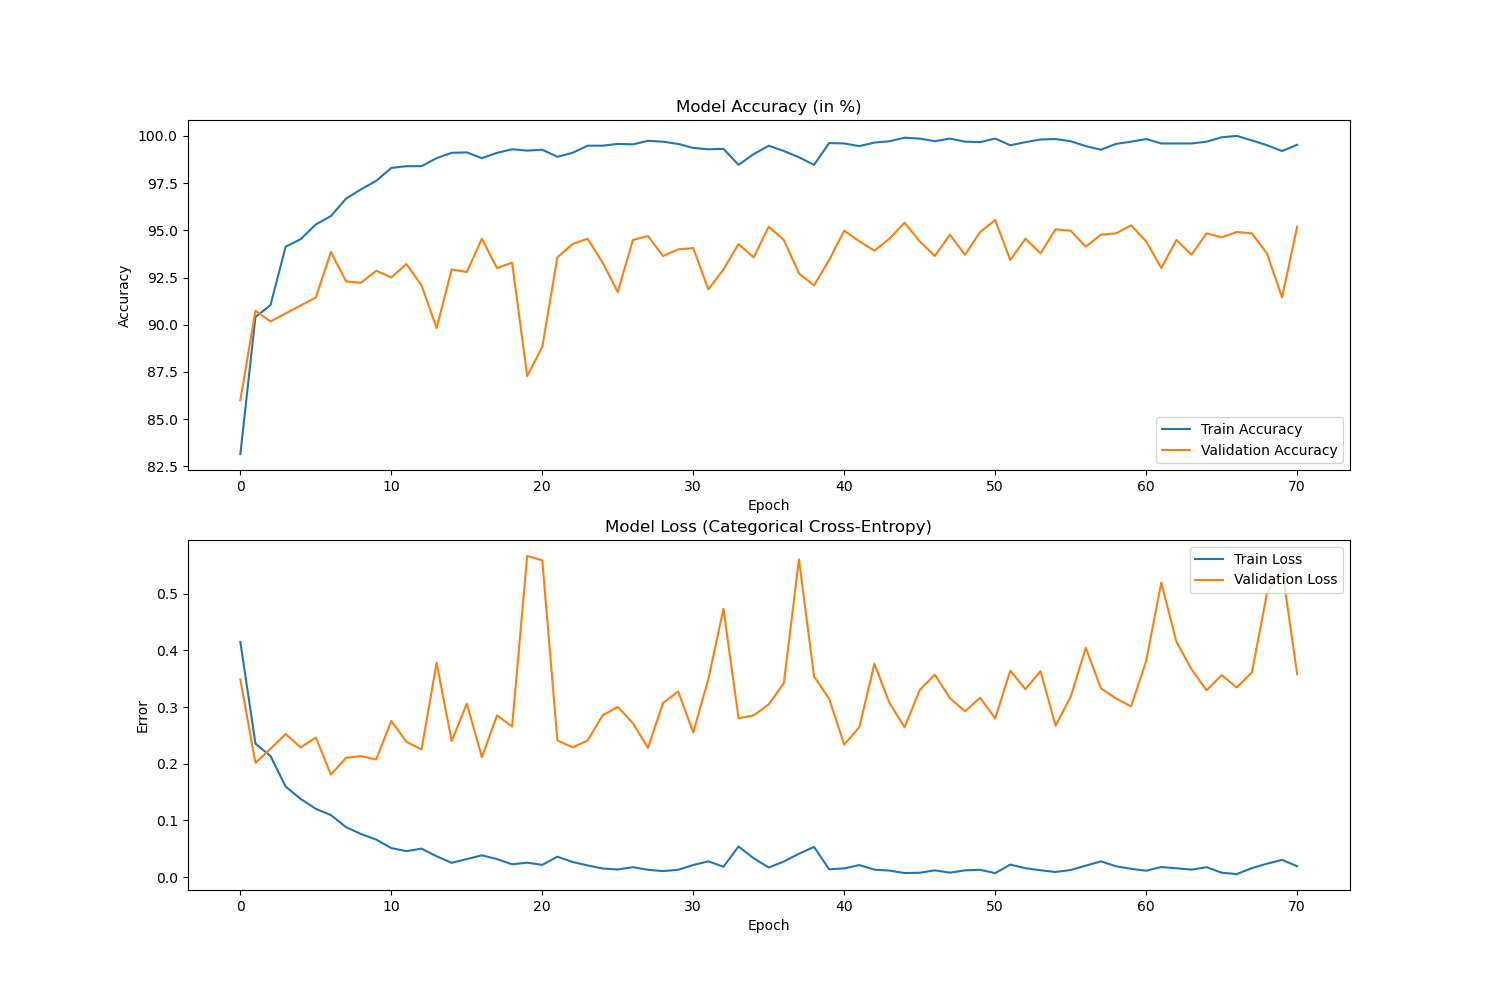 Model Accuracy (in %)
100.0
97.5
95.0
92.5
90.0
87.5
85.0
82.5
Accuracy
Train Accuracy
Validation Accuracy
0 10 20 30 40 50 60 70
Epoch
Model Loss (Categorical Cross-Entropy)
Train Loss
Validation Loss
0.5
0.4
0.3
0.2
0.1
0.0
Error
0 10 20 30 40 50 60 70
Epoch